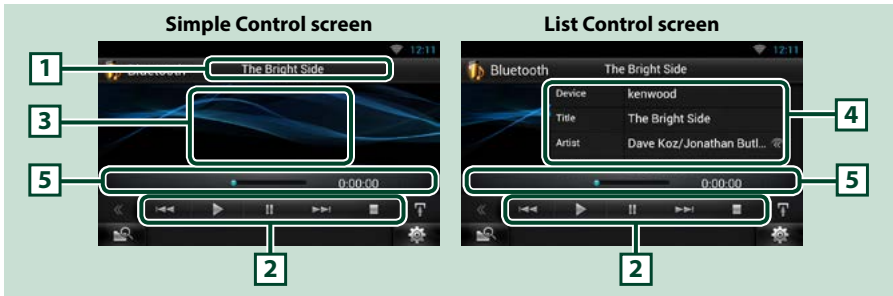 Simple Control screen
List Control screen
12:11
1
Bluetooth
The Bright Side
3
5
0:00:00
2
12:11
Bluetooth
The Bright Side
Device kenwood
Title The Bright Side
Artist Dave Koz/Jonathan Butl...
4
5
0:00:00
2